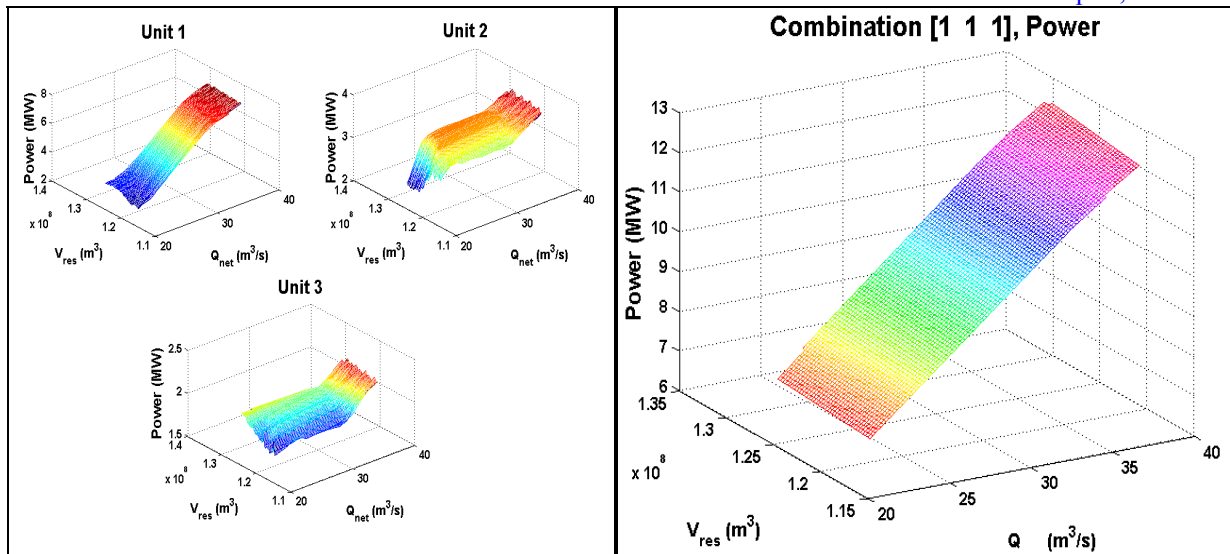 Unit 1
Power (MW)
8
6
4
2
1.4
1.3
1.2
1.1
x 10^8
V_res (m^3)
20
30
40
Q_net (m^3/s)
Unit 2
Power (MW)
4
3
2
1.4
1.3
1.2
1.1
x 10^8
V_res (m^3)
20
30
40
Q_net (m^3/s)
Unit 3
Power (MW)
2.5
2
1.5
1.4
1.3
1.2
1.1
x 10^8
V_res (m^3)
20
30
40
Q_net (m^3/s)
Combination [1 1 1], Power
Power (MW)
13
12
11
10
9
8
7
6
1.35
1.3
1.25
1.2
1.15
x 10^8
V_res (m^3)
20
25
30
35
40
Q (m^3/s)